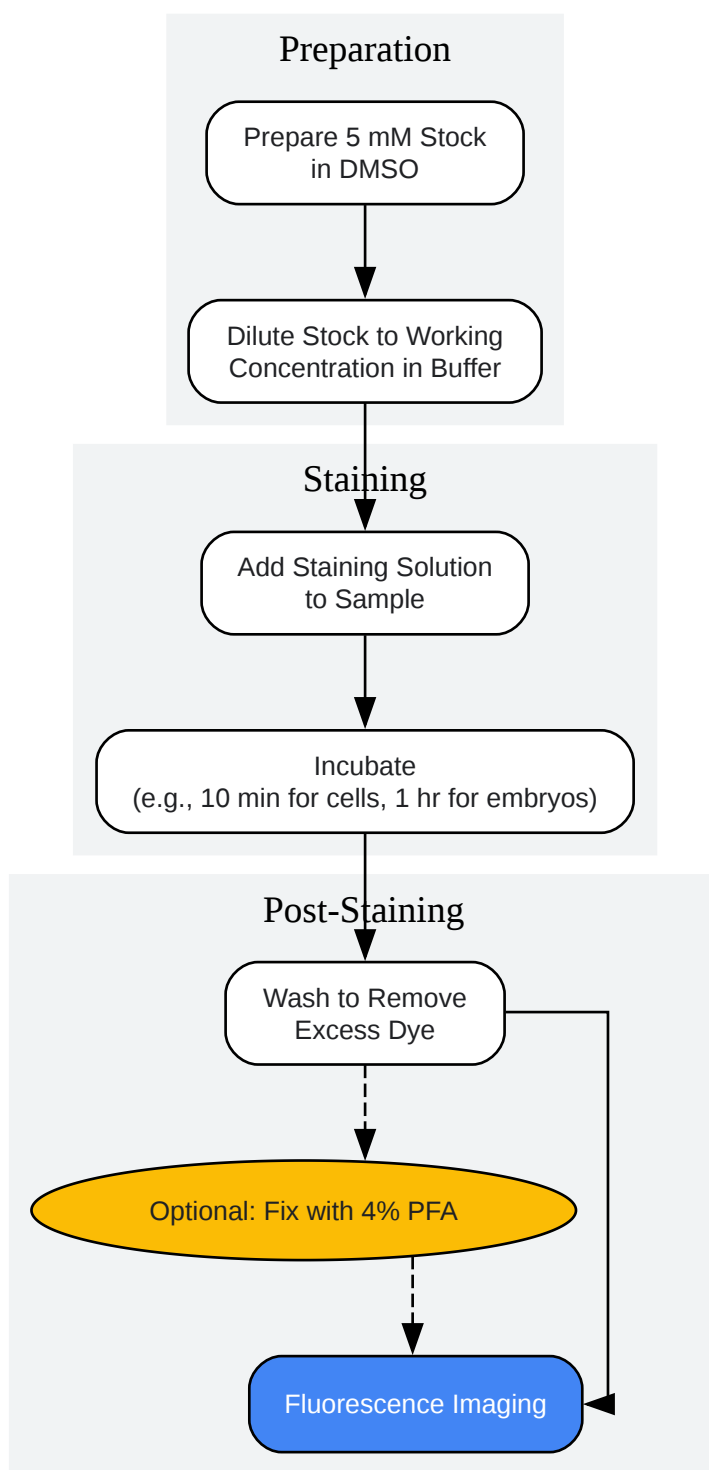 Preparation
Prepare 5 mM Stock
in DMSO
Dilute Stock to Working
Concentration in Buffer
Staining
Add Staining Solution
to Sample
Incubate
(e.g., 10 min for cells, 1 hr for embryos)
Post-Staining
Wash to Remove
Excess Dye
Optional: Fix with 4% PFA
Fluorescence Imaging